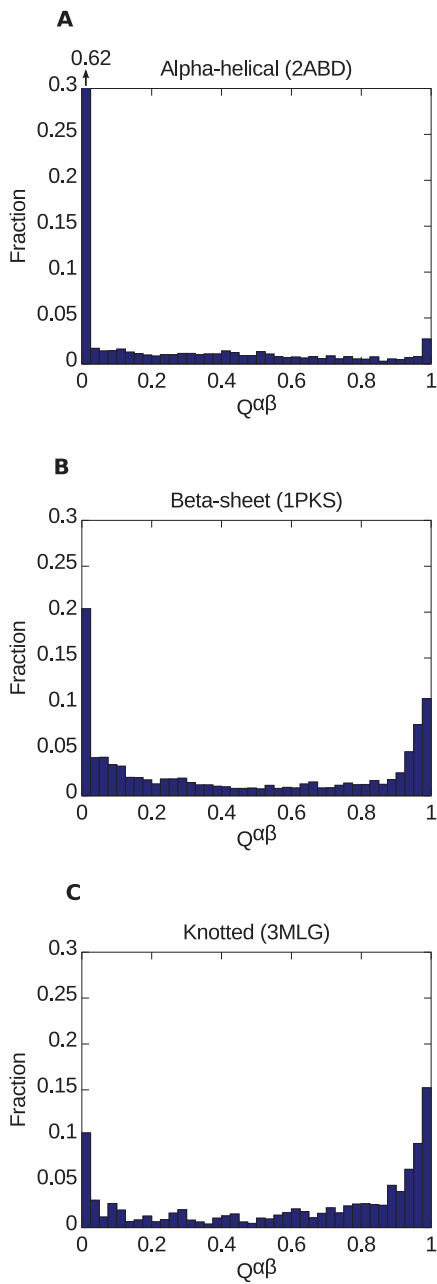 A
0.62
Alpha-helical (2ABD)
0.3
0.25
0.2
0.15
0.1
0.05
0
Fraction
0 0.2 0.4 0.6 0.8 1
Qαβ
B
Beta-sheet (1PKS)
0.3
0.25
0.2
0.15
0.1
0.05
0
Fraction
0 0.2 0.4 0.6 0.8 1
Qαβ
C
Knotted (3MLG)
0.3
0.25
0.2
0.15
0.1
0.05
0
Fraction
0 0.2 0.4 0.6 0.8 1
Qαβ